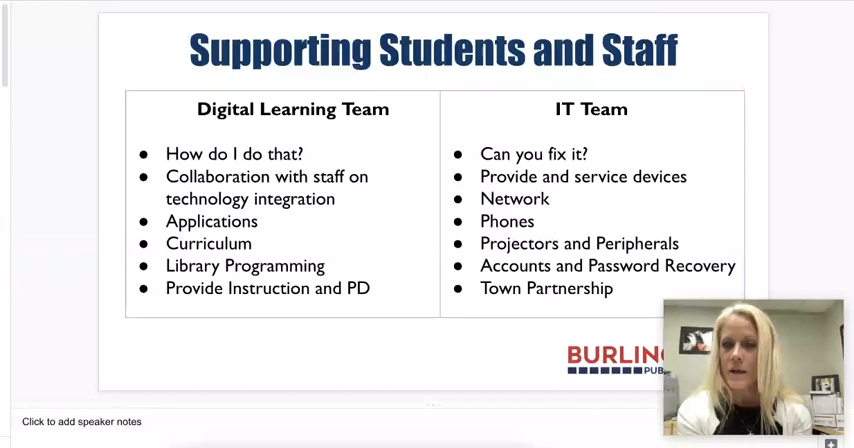 Supporting Students and Staff
Digital Learning Team
● How do I do that?
● Collaboration with staff on
technology integration
● Applications
● Curriculum
● Library Programming
● Provide Instruction and PD
IT Team
● Can you fix it?
● Provide and service devices
● Network
● Phones
● Projectors and Peripherals
● Accounts and Password Recovery
● Town Partnership
Click to add speaker notes